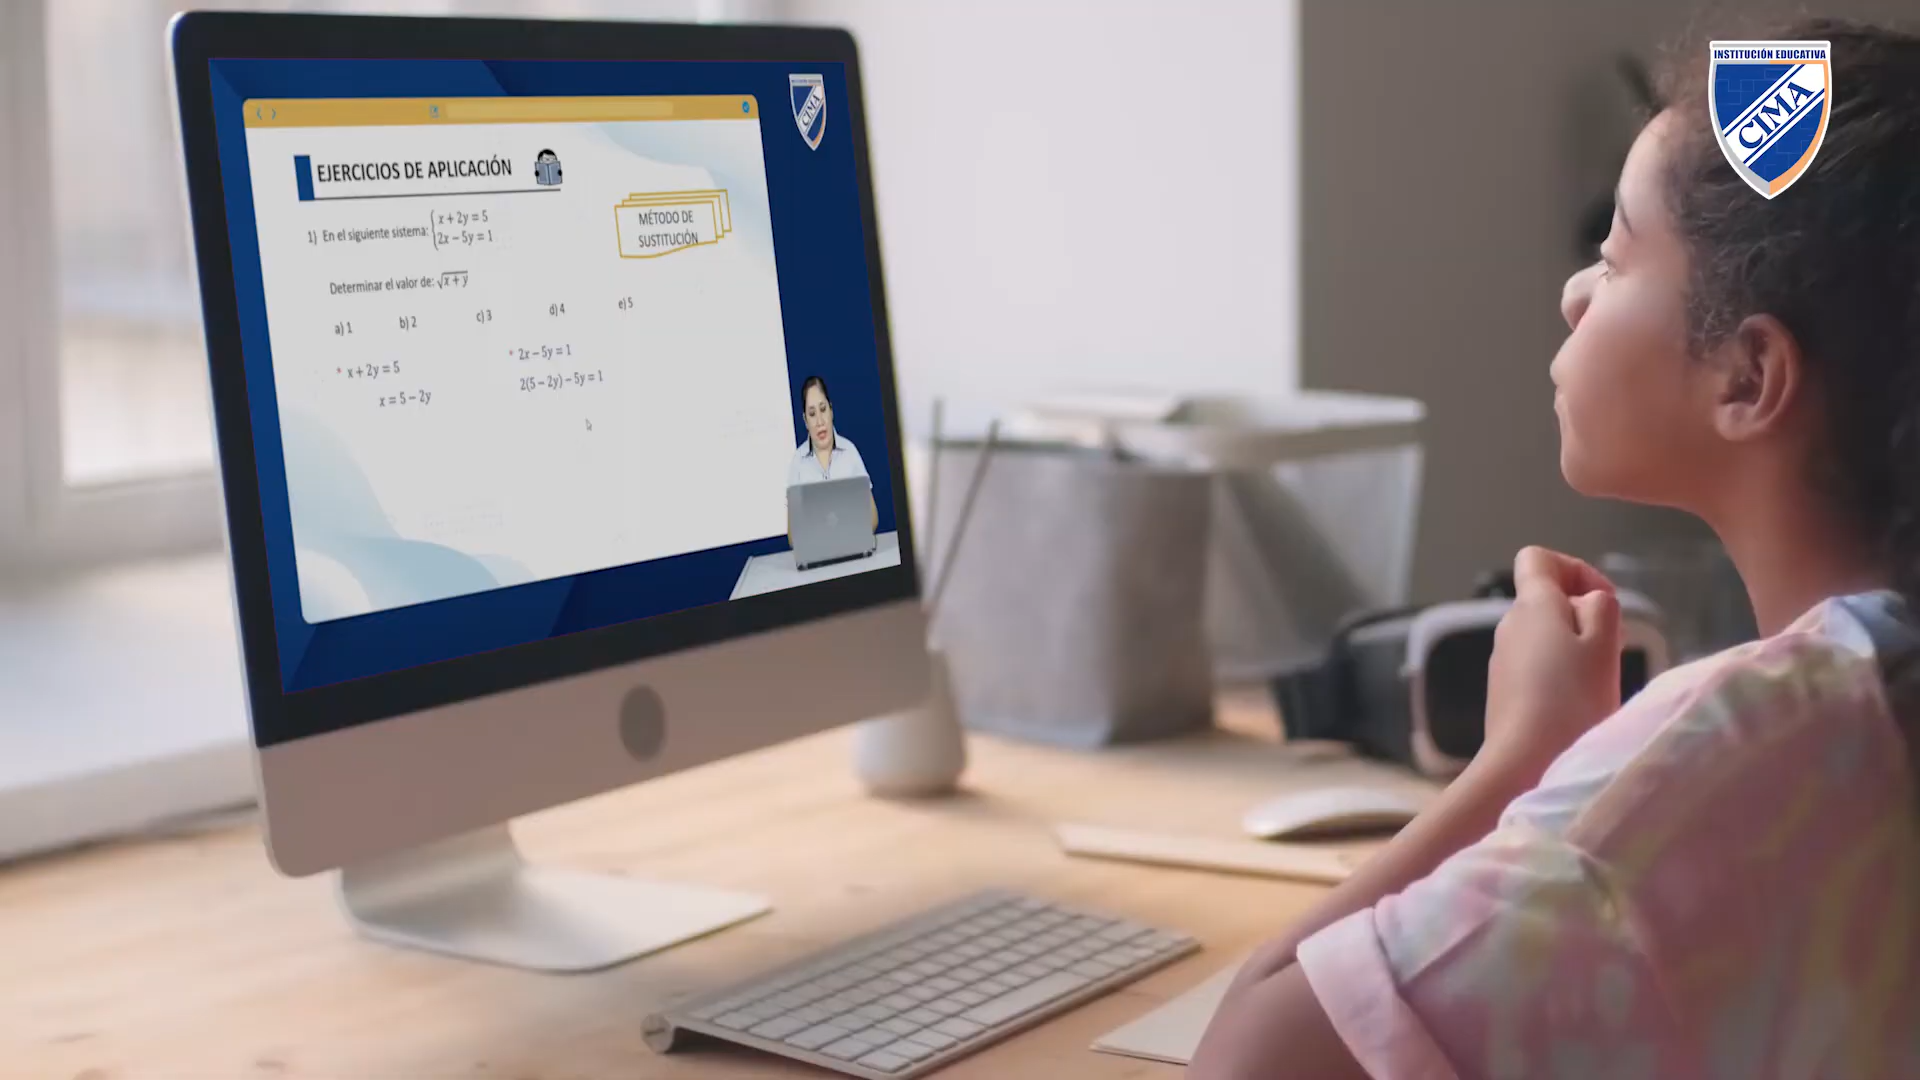 INSTITUCIÓN EDUCATIVA
CIMA
CIMA
EJERCICIOS DE APLICACIÓN
MÉTODO DE
SUSTITUCIÓN
1) En el siguiente sistema: { x + 2y = 5
2x − 5y = 1
Determinar el valor de: √x + y
a) 1 b) 2 c) 3 d) 4 e) 5
* x + 2y = 5
x = 5 − 2y
* 2x − 5y = 1
2(5 − 2y) − 5y = 1